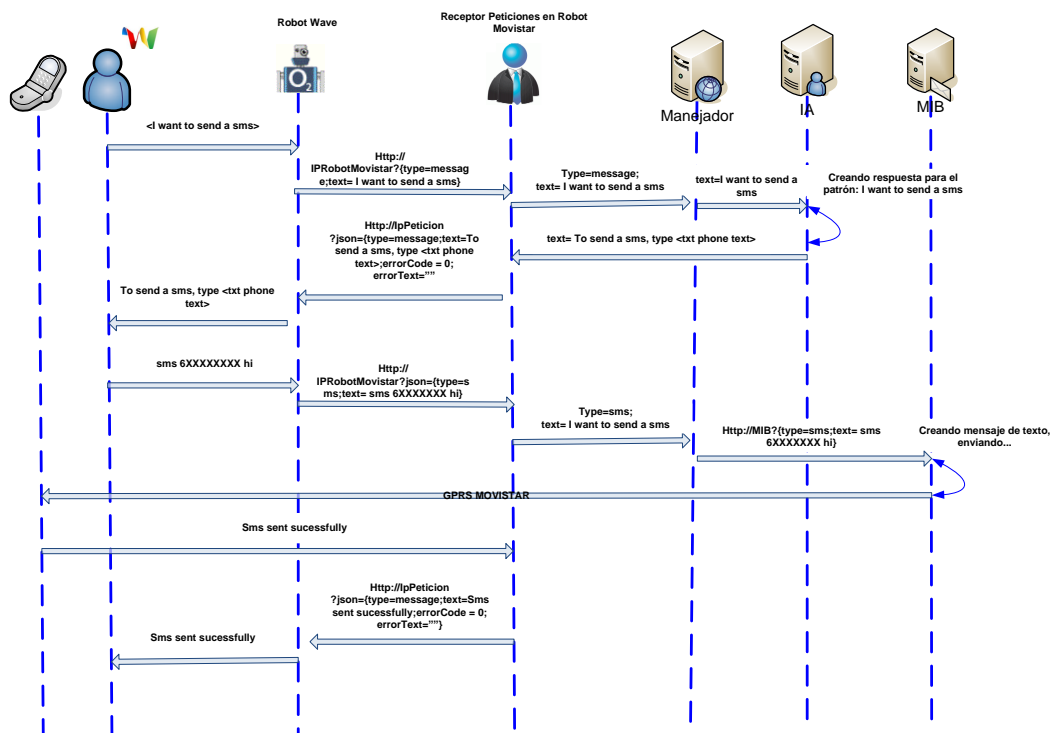 Robot Wave
Receptor Peticiones en Robot
Movistar
O2
Manejador
IA
MIB
<I want to send a sms>
Http://
IPRobotMovistar?{type=messag
e;text= I want to send a sms}
Type=message;
text= I want to send a sms
text=I want to send a
sms
Creando respuesta para el
patrón: I want to send a sms
Http://IpPeticion
?json={type=message;text=To
send a sms, type <txt phone
text>;errorCode = 0;
errorText=””
text= To send a sms, type <txt phone text>
To send a sms, type <txt phone
text>
sms 6XXXXXXXX hi
Http://
IPRobotMovistar?json={type=s
ms;text= sms 6XXXXXXX hi}
Type=sms;
text= I want to send a sms
Http://MIB?{type=sms;text= sms
6XXXXXXX hi}
Creando mensaje de texto,
enviando...
GPRS MOVISTAR
Sms sent sucessfully
Http://IpPeticion
?json={type=message;text=Sms
sent sucessfully;errorCode = 0;
errorText=””}
Sms sent sucessfully